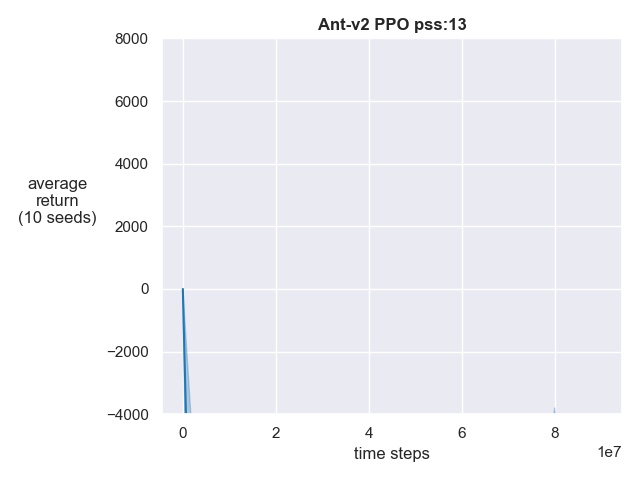 Ant-v2 PPO pss:13
8000
6000
4000
2000
0
−2000
−4000
average
return
(10 seeds)
0 2 4 6 8
1e7
time steps